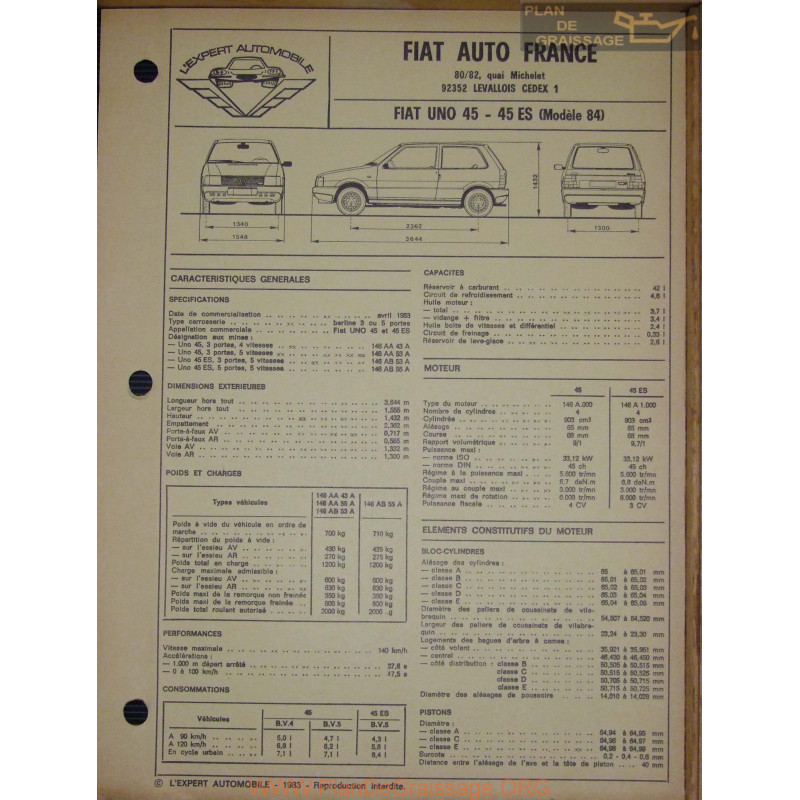 PLAN
DE
GRAISSAGE
L'EXPERT AUTOMOBILE
FIAT AUTO FRANCE
80/82, quai Michelet
92352 LEVALLOIS CEDEX 1
FIAT UNO 45 - 45 ES (Modèle 84)
1340
1548
2362
3644
1432
1300
CARACTERISTIQUES GENERALES
SPECIFICATIONS
Date de commercialisation avril 1983
Type carrosserie berline 3 ou 5 portes
Appellation commerciale Fiat UNO 45 et 45 ES
Désignation aux mines :
— Uno 45, 3 portes, 4 vitesses 146 AA 43 A
— Uno 45, 3 portes, 5 vitesses 146 AA 53 A
— Uno 45 ES, 3 portes, 5 vitesses 146 AB 53 A
— Uno 45 ES, 5 portes, 5 vitesses 146 AB 55 A
DIMENSIONS EXTERIEURES
Longueur hors tout 3,644 m
Largeur hors tout 1,555 m
Hauteur 1,432 m
Empattement 2,362 m
Porte-à-faux AV 0,717 m
Porte-à-faux AR 0,565 m
Voie AV 1,332 m
Voie AR 1,300 m
POIDS ET CHARGES
Types véhicules
146 AA 43 A
146 AA 55 A
146 AB 53 A
146 AB 55 A
Poids à vide du véhicule en ordre de
marche 700 kg 710 kg
Répartition du poids à vide :
— sur l'essieu AV 430 kg 435 kg
— sur l'essieu AR 270 kg 275 kg
Poids total en charge 1200 kg 1200 kg
Charge maximale admissible :
— sur l'essieu AV 600 kg 600 kg
— sur l'essieu AR 630 kg 630 kg
Poids maxi de la remorque non freinée 350 kg 350 kg
Poids maxi de la remorque freinée 800 kg 800 kg
Poids total roulant autorisé 2000 kg 2000
PERFORMANCES
Vitesse maximale 140 km/h
Accélérations :
— 1.000 m départ arrêté 37,8 s
— 0 à 100 km/h 17,5 s
CONSOMMATIONS
Véhicules
45
45 ES
B.V.4 B.V.5 B.V.5
A 90 km/h 5,0 l 4,7 l 4,3 l
A 120 km/h 6,9 l 6,2 l 5,8 l
En cycle urbain 7,1 l 7,1 l 6,4 l
CAPACITES
Réservoir à carburant 42 l
Circuit de refroidissement 4,6 l
Huile moteur :
— total 3,7 l
— vidange + filtre 3,4 l
Huile boîte de vitesses et différentiel 2,4 l
Circuit de freinage 0,33 l
Réservoir de lave-glace 2,6 l
MOTEUR
45 45 ES
Type du moteur 146 A.000 146 A 1.000
Nombre de cylindres 4 4
Cylindrée 903 cm3 903 cm3
Alésage 65 mm 65 mm
Course 68 mm 68 mm
Rapport volumétrique 9/1 9,7/1
Puissance maxi :
— norme ISO 33,12 kW 33,12 kW
— norme DIN 45 ch 45 ch
Régime à la puissance maxi 5.600 tr/mn 5.600 tr/mn
Couple maxi 6,7 daN.m 6,8 daN.m
Régime au couple maxi 3.000 tr/mn 3.000 tr/mn
Régime maxi de rotation 6.000 tr/mn 6.000 tr/mn
Puissance fiscale 4 CV 3 CV
ELEMENTS CONSTITUTIFS DU MOTEUR
BLOC-CYLINDRES
Alésage des cylindres :
— classe A 65 à 65,01 mm
— classe B 65,01 à 65,02 mm
— classe C 65,02 à 65,03 mm
— classe D 65,03 à 65,04 mm
— classe E 65,04 à 65,05 mm
Diamètre des paliers de coussinets de vile-
brequin 54,507 à 54,520 mm
Largeur des paliers de coussinets de vilebre-
quin 23,24 à 23,30 mm
Logements des bagues d'arbre à cames :
— côté volant 35,921 à 35,951 mm
— central 46,420 à 46,450 mm
— côté distribution : classe B 50,505 à 50,515 mm
classe C 50,515 à 50,525 mm
classe D 50,705 à 50,715 mm
classe E 50,715 à 50,725 mm
Diamètre des alésages de poussoirs 14,010 à 14,028 mm
PISTONS
Diamètre :
— classe A 64,94 à 64,95 mm
— classe C 64,96 à 64,97 mm
— classe E 64,98 à 64,99 mm
Surcote 0,2 - 0,4 - 0,6 mm
Distance entre l'alésage de l'axe et la tête de piston 40 mm
© L'EXPERT AUTOMOBILE - 1983 - Reproduction interdite.